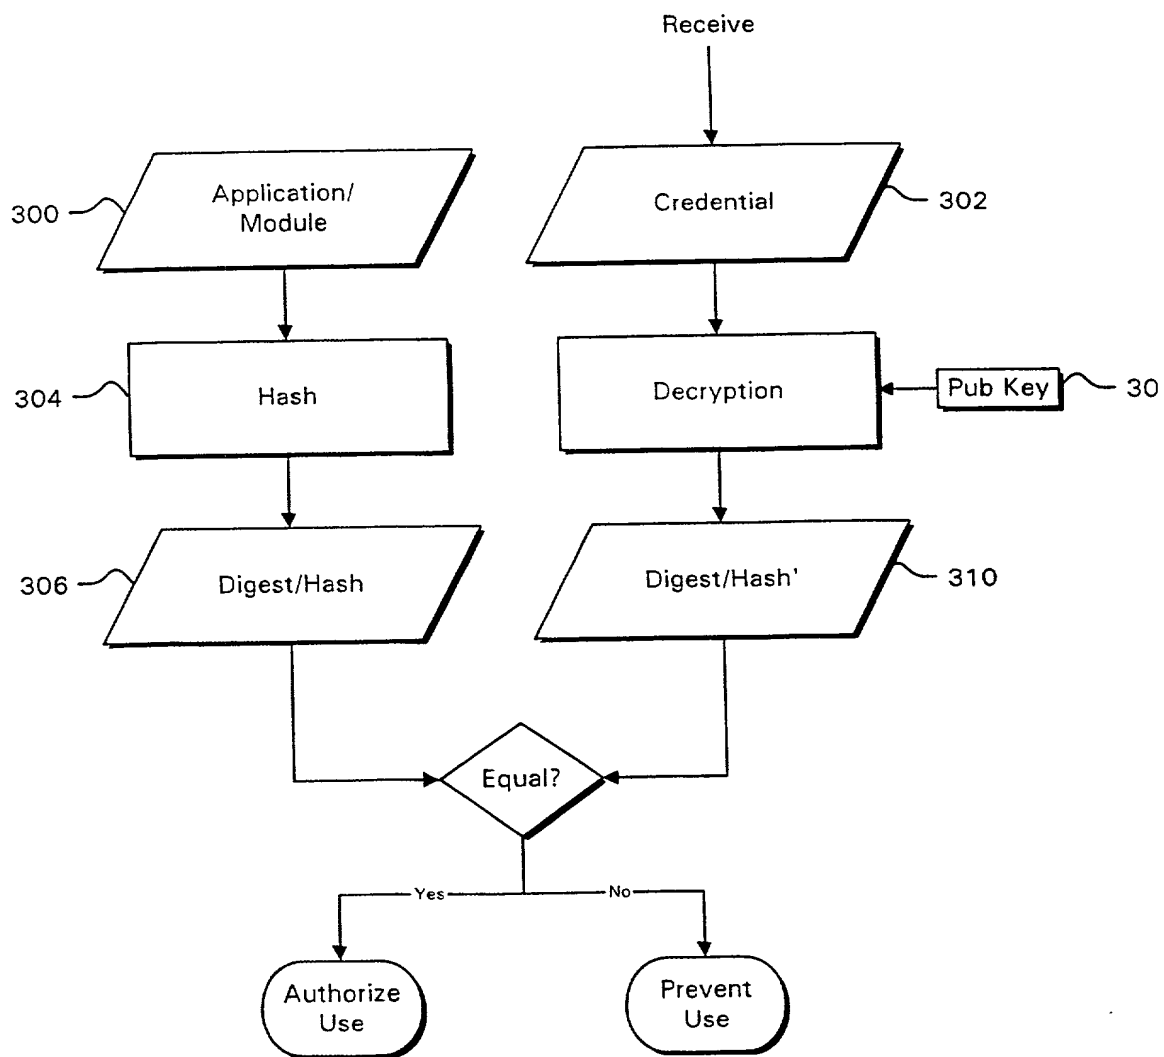 Receive
Application/
Module
300
Credential
302
304
Hash
Decryption
Pub Key
30
306
Digest/Hash
Digest/Hash'
310
Equal?
Yes
No
Authorize
Use
Prevent
Use